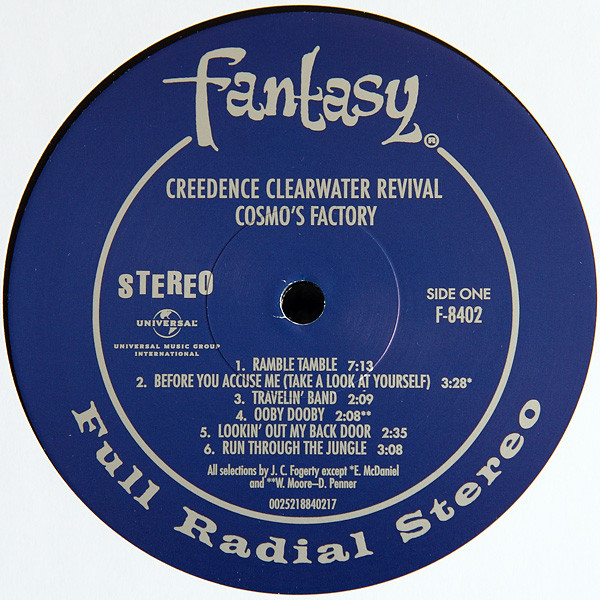 fantasy®
CREEDENCE CLEARWATER REVIVAL
COSMO'S FACTORY
STEREO
SIDE ONE
F-8402
UNIVERSAL
UNIVERSAL MUSIC GROUP
INTERNATIONAL
1. RAMBLE TAMBLE 7:13
2. BEFORE YOU ACCUSE ME (TAKE A LOOK AT YOURSELF) 3:28*
3. TRAVELIN' BAND 2:09
4. OOBY DOOBY 2:08**
5. LOOKIN' OUT MY BACK DOOR 2:35
6. RUN THROUGH THE JUNGLE 3:08
All selections by J. C. Fogerty except *E. McDaniel
and **W. Moore–D. Penner
0025218840217
Full Radial Stereo